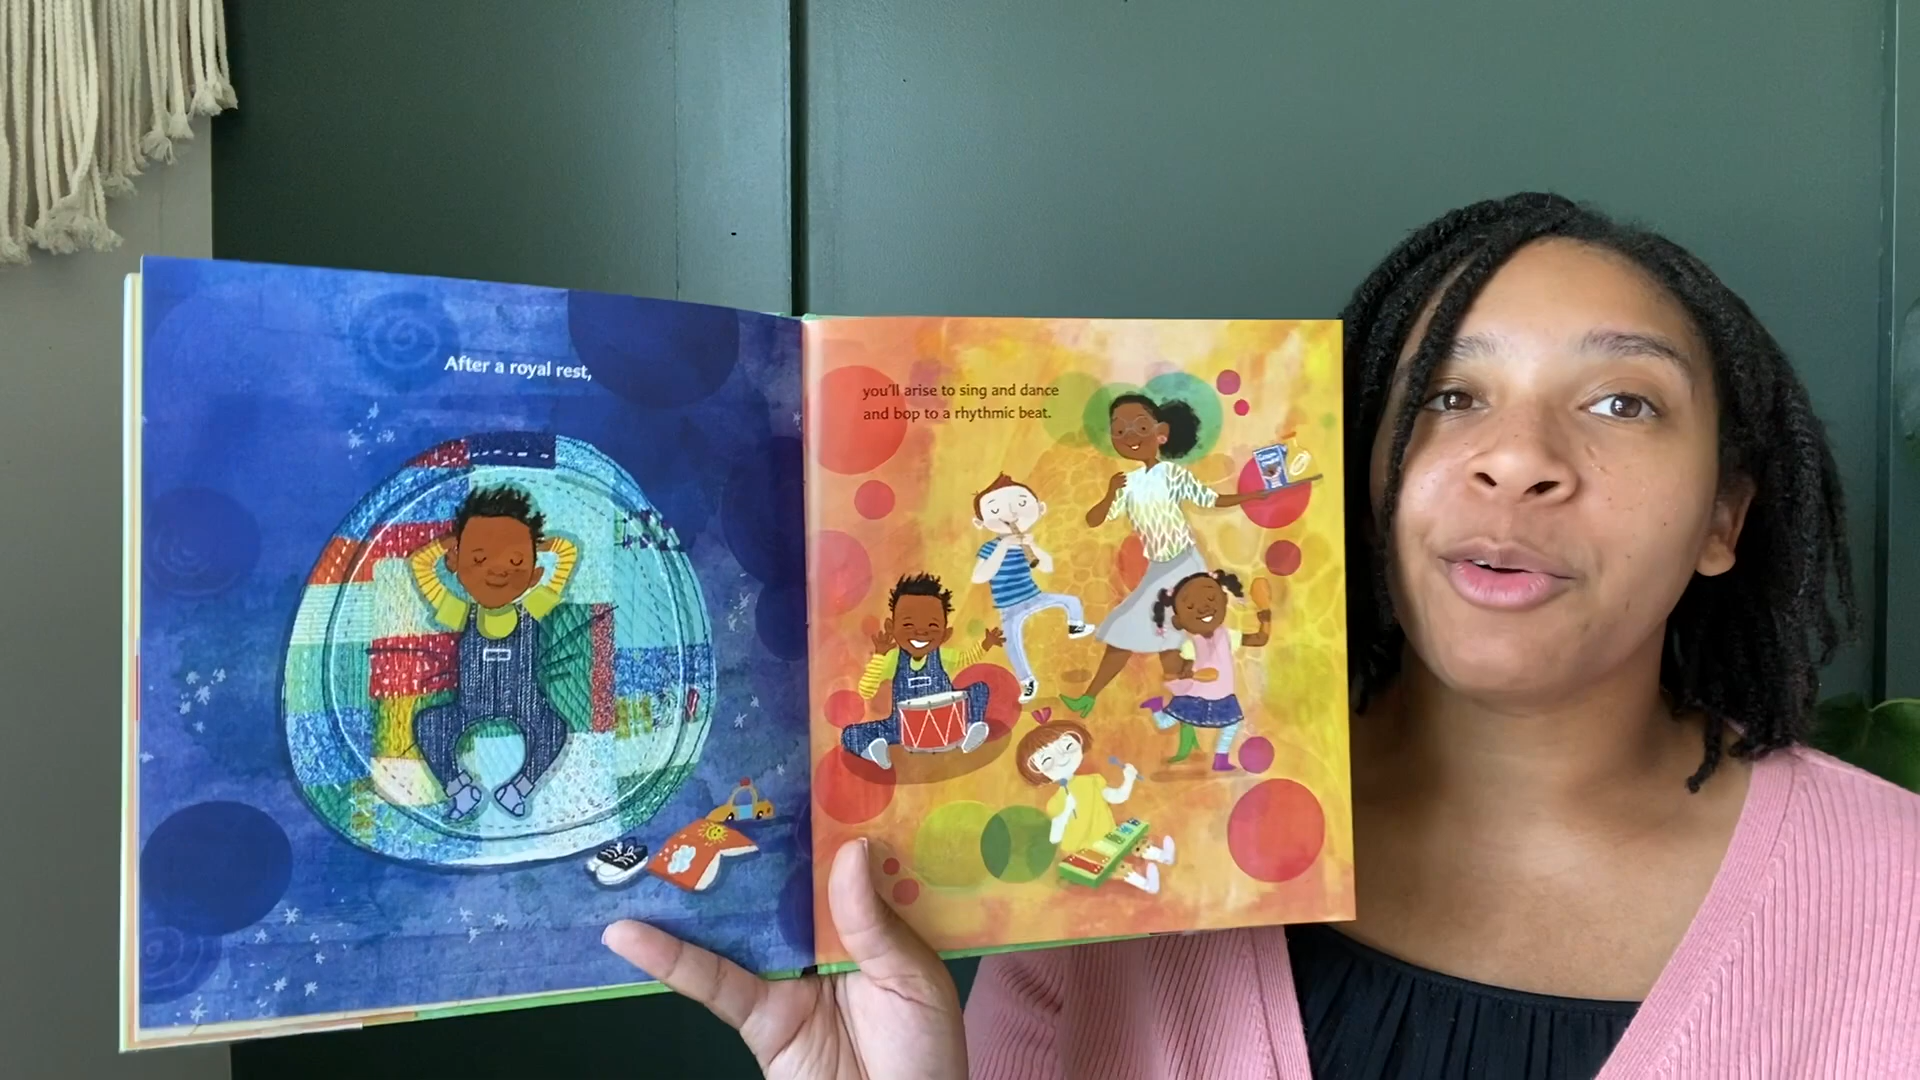 After a royal rest,
you'll arise to sing and dance
and bop to a rhythmic beat.